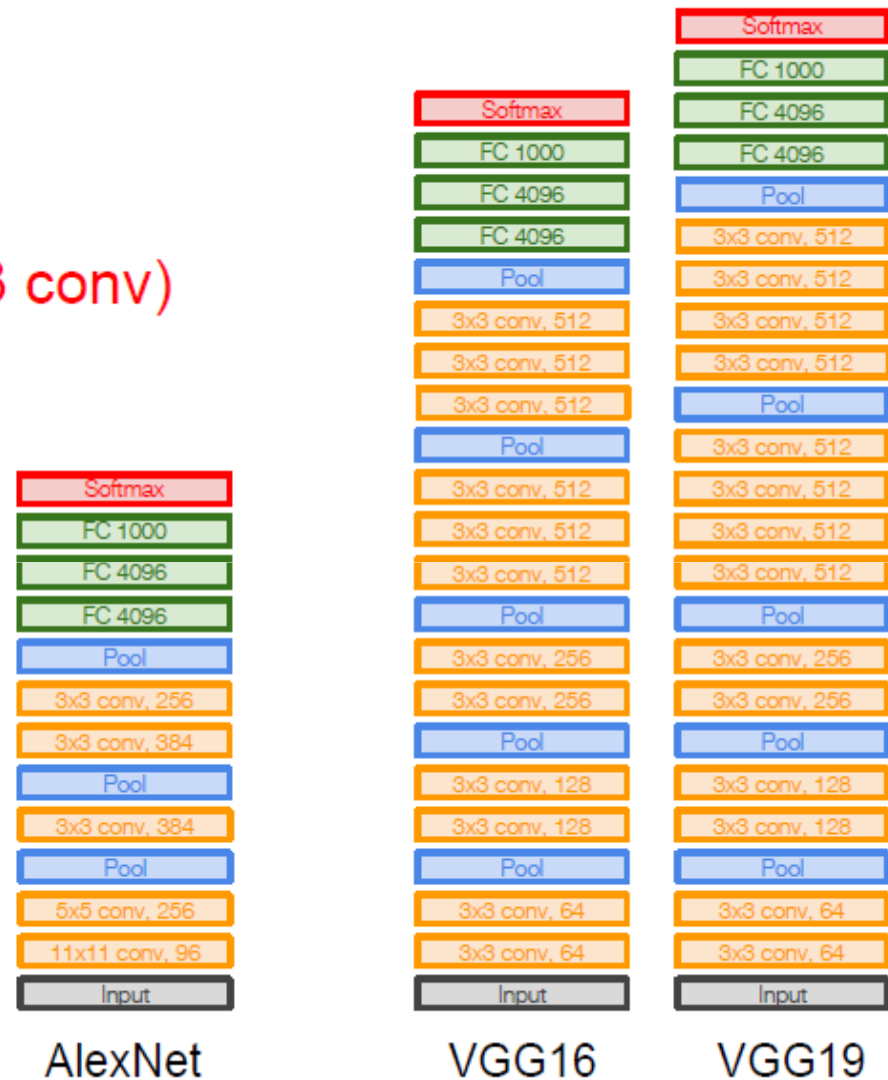 3 conv)
Softmax
FC 1000
FC 4096
FC 4096
Pool
3x3 conv, 256
3x3 conv, 384
Pool
3x3 conv, 384
Pool
5x5 conv, 256
11x11 conv, 96
Input
AlexNet
Softmax
FC 1000
FC 4096
FC 4096
Pool
3x3 conv, 512
3x3 conv, 512
3x3 conv, 512
Pool
3x3 conv, 512
3x3 conv, 512
3x3 conv, 512
Pool
3x3 conv, 256
3x3 conv, 256
Pool
3x3 conv, 128
3x3 conv, 128
Pool
3x3 conv, 64
3x3 conv, 64
Input
VGG16
Softmax
FC 1000
FC 4096
FC 4096
Pool
3x3 conv, 512
3x3 conv, 512
3x3 conv, 512
3x3 conv, 512
Pool
3x3 conv, 512
3x3 conv, 512
3x3 conv, 512
3x3 conv, 512
Pool
3x3 conv, 256
3x3 conv, 256
Pool
3x3 conv, 128
3x3 conv, 128
Pool
3x3 conv, 64
3x3 conv, 64
Input
VGG19